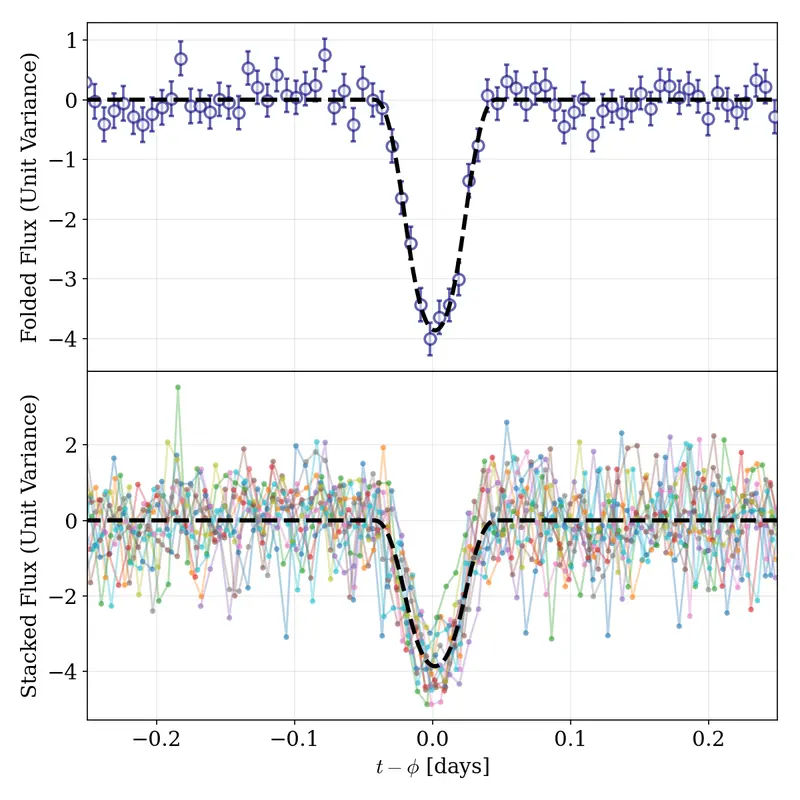 Folded Flux (Unit Variance)
1
0
−1
−2
−3
−4
Stacked Flux (Unit Variance)
2
0
−2
−4
−0.2 −0.1 0.0 0.1 0.2
t − ϕ [days]